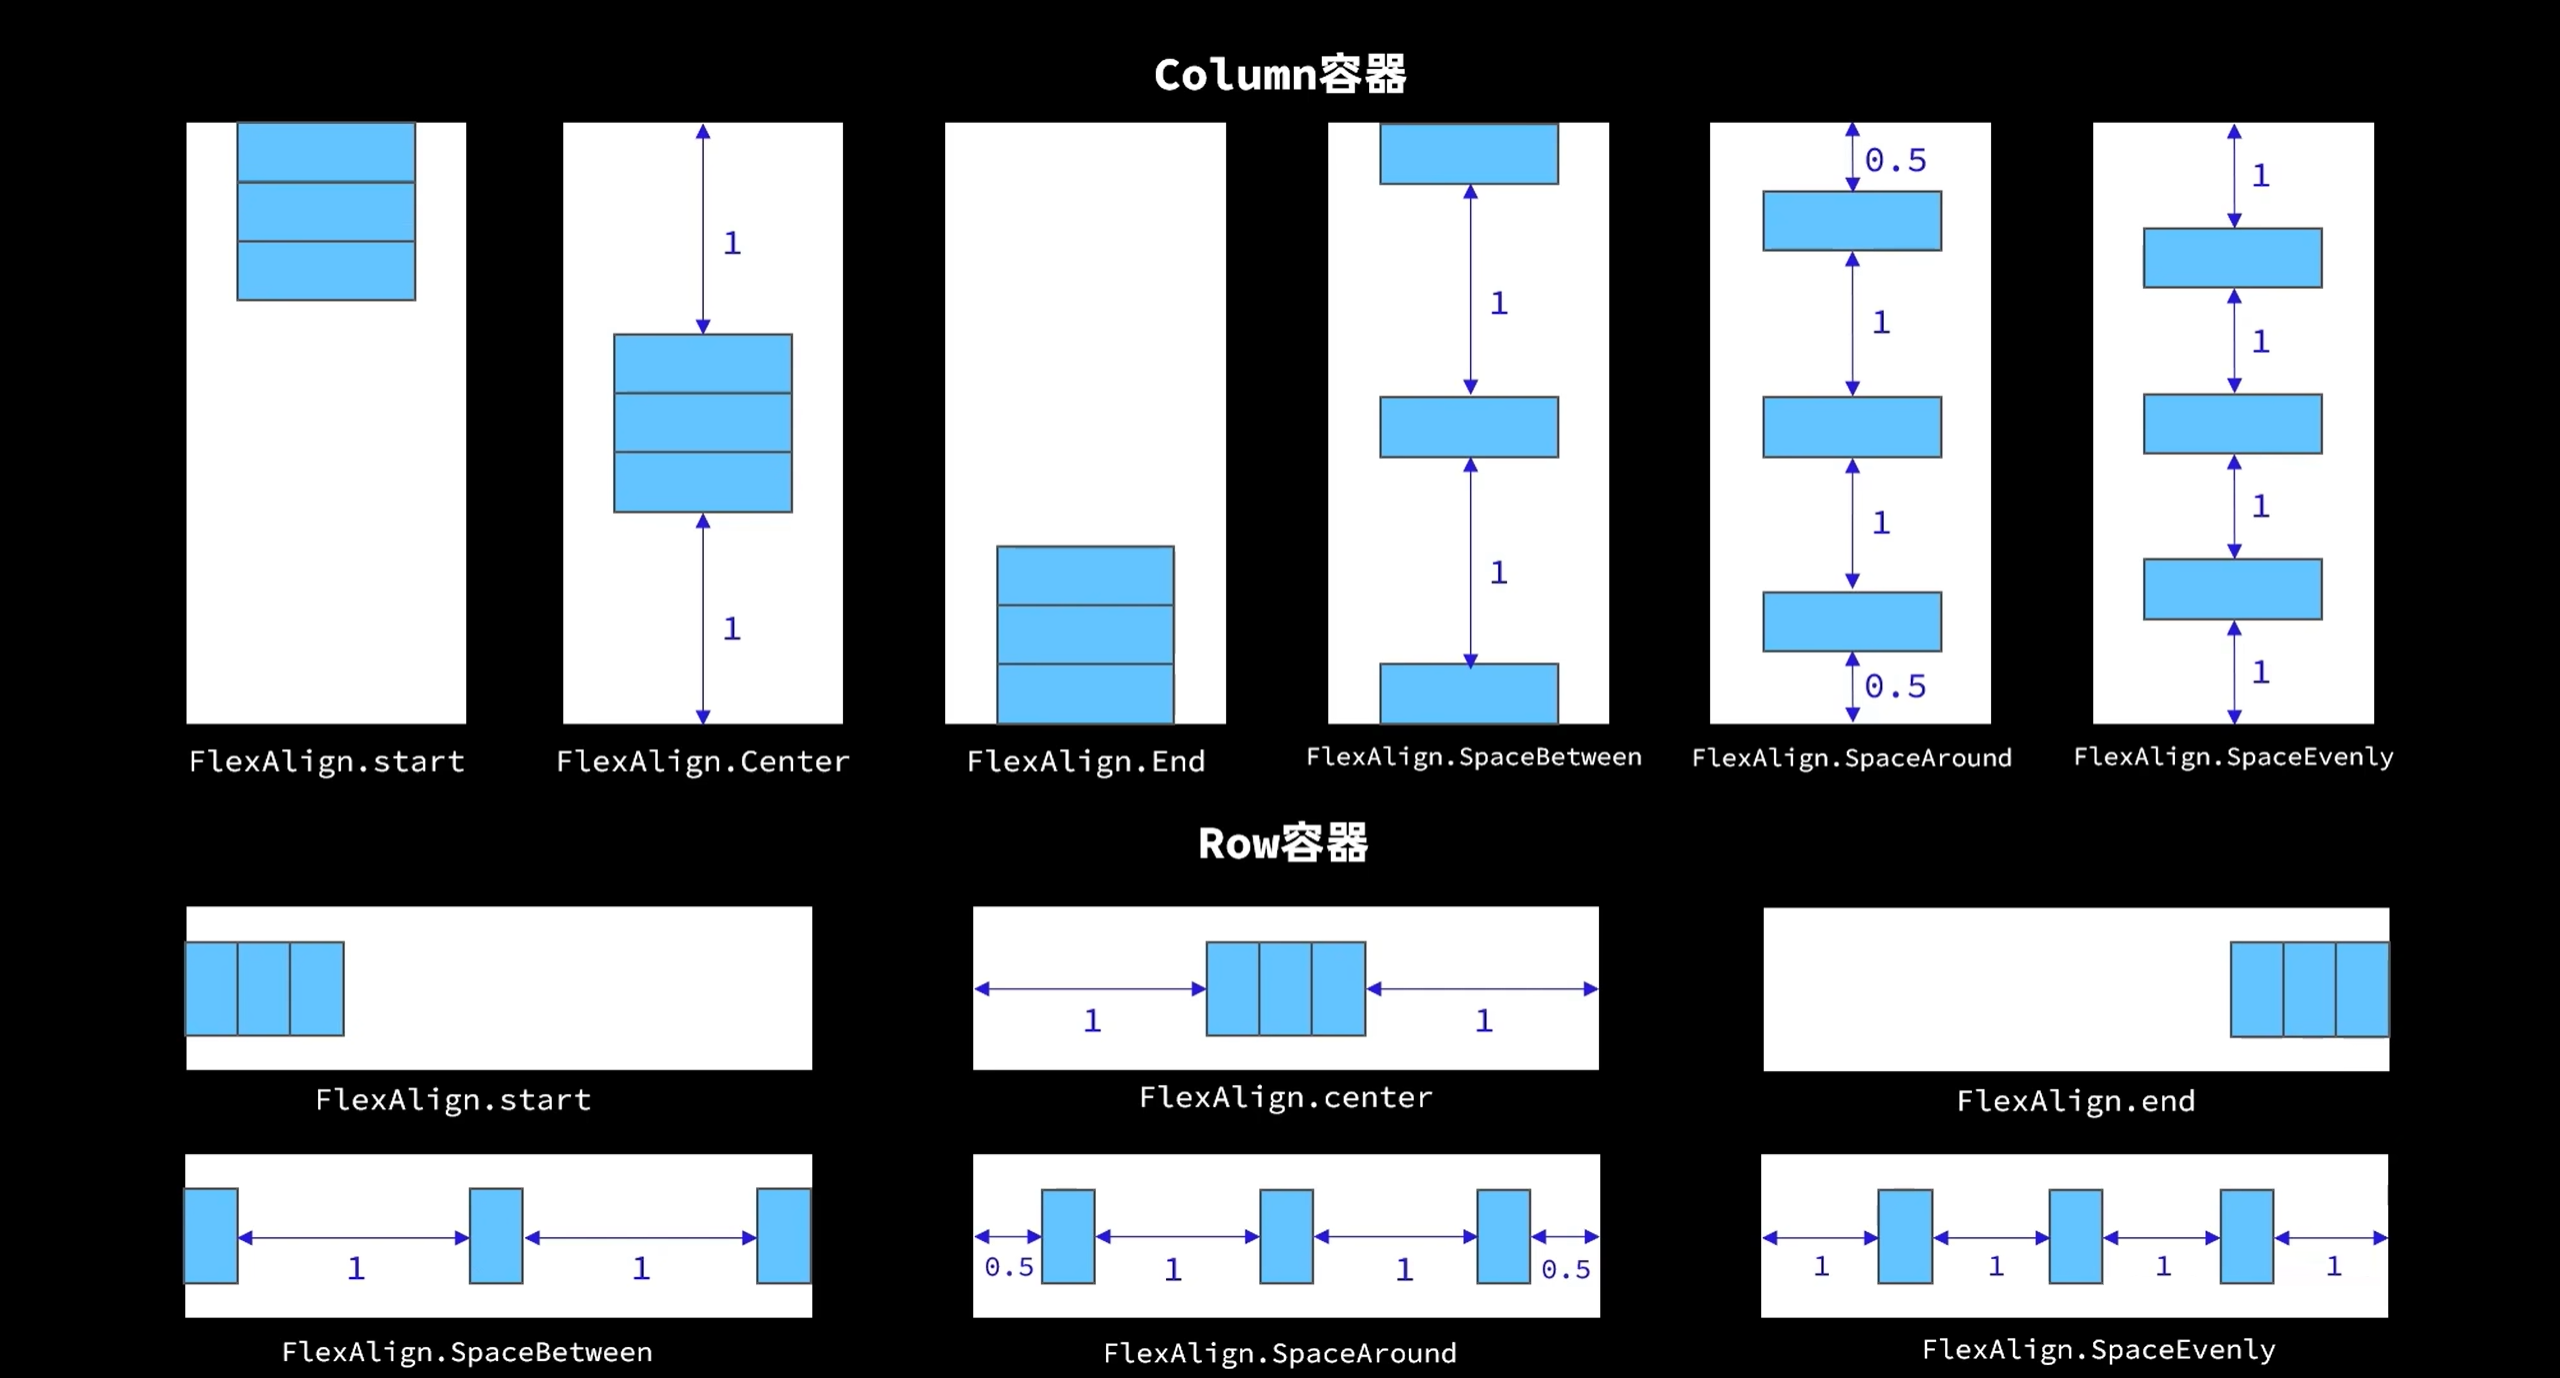 Column容器
1
1
1
1
0.5
1
1
0.5
1
1
1
1
FlexAlign.start
FlexAlign.Center
FlexAlign.End
FlexAlign.SpaceBetween
FlexAlign.SpaceAround
FlexAlign.SpaceEvenly
Row容器
1
1
FlexAlign.start
FlexAlign.center
FlexAlign.end
1
1
0.5
1
1
0.5
1
1
1
1
FlexAlign.SpaceBetween
FlexAlign.SpaceAround
FlexAlign.SpaceEvenly